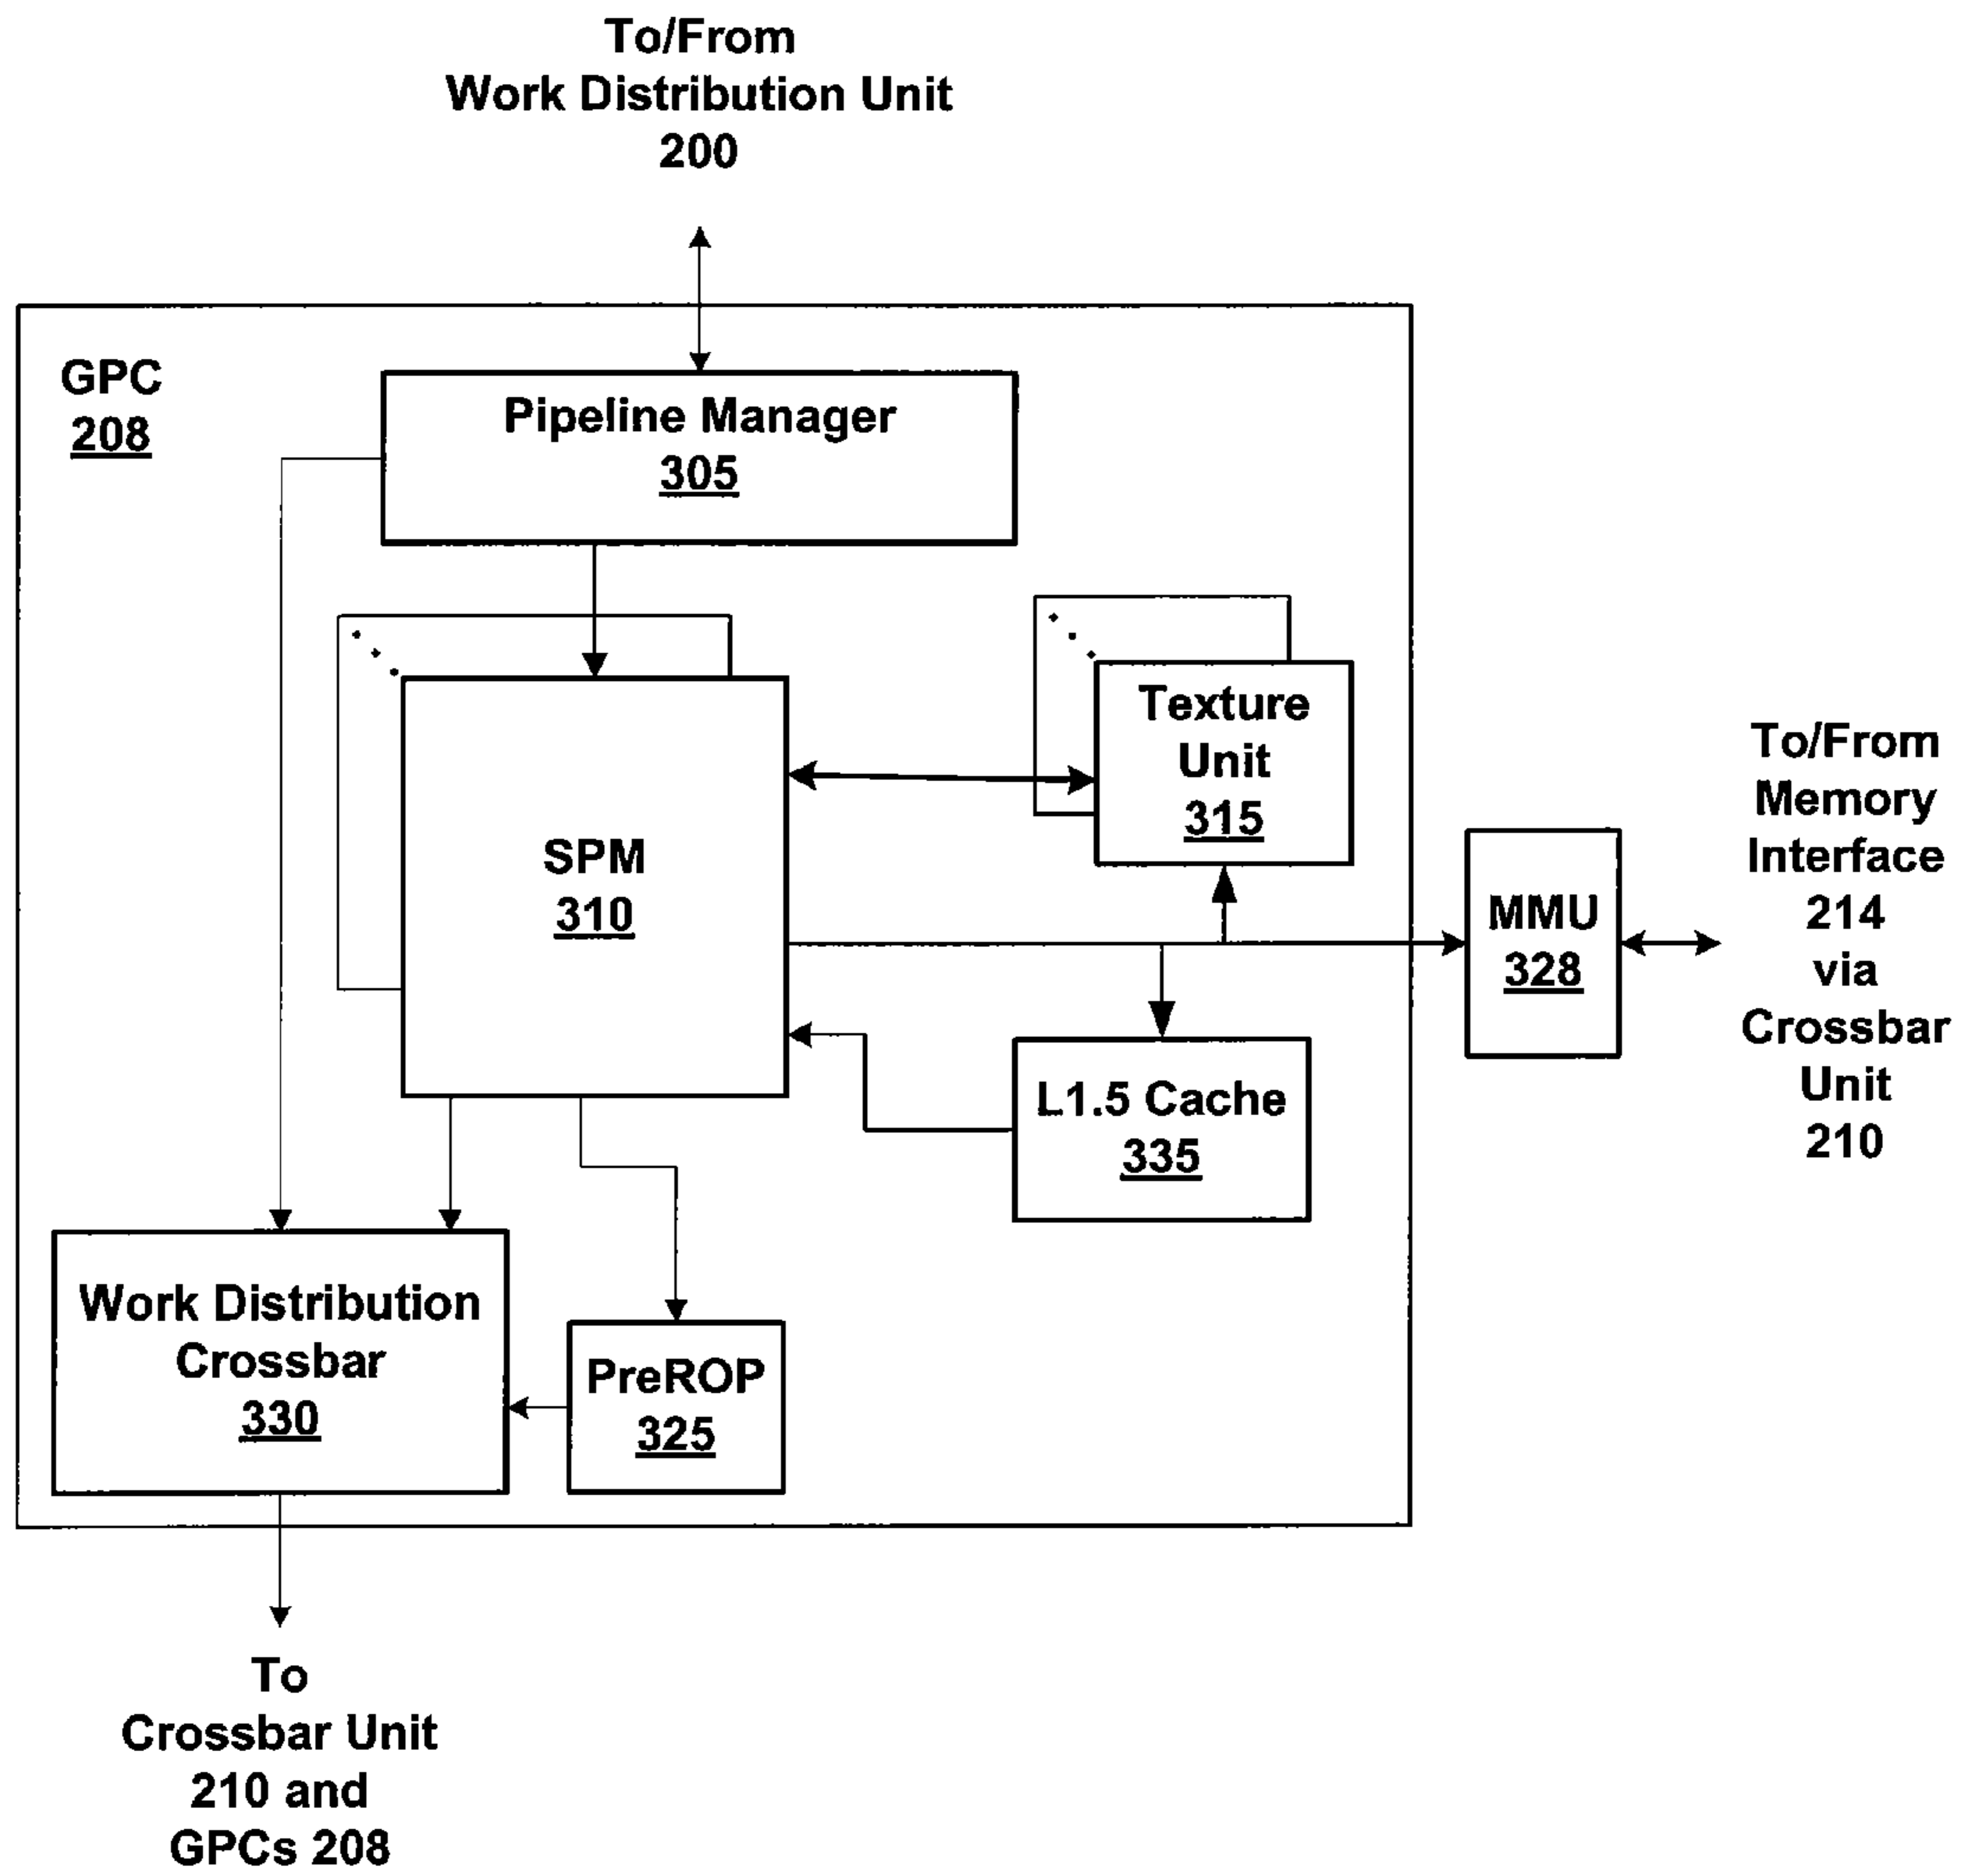 To/From
Work Distribution Unit
200
GPC
208
Pipeline Manager
305
Texture
Unit
315
SPM
310
To/From
Memory
Interface
214
via
Crossbar
Unit
210
MMU
328
L1.5 Cache
335
Work Distribution
Crossbar
330
PreROP
325
To
Crossbar Unit
210 and
GPCs 208